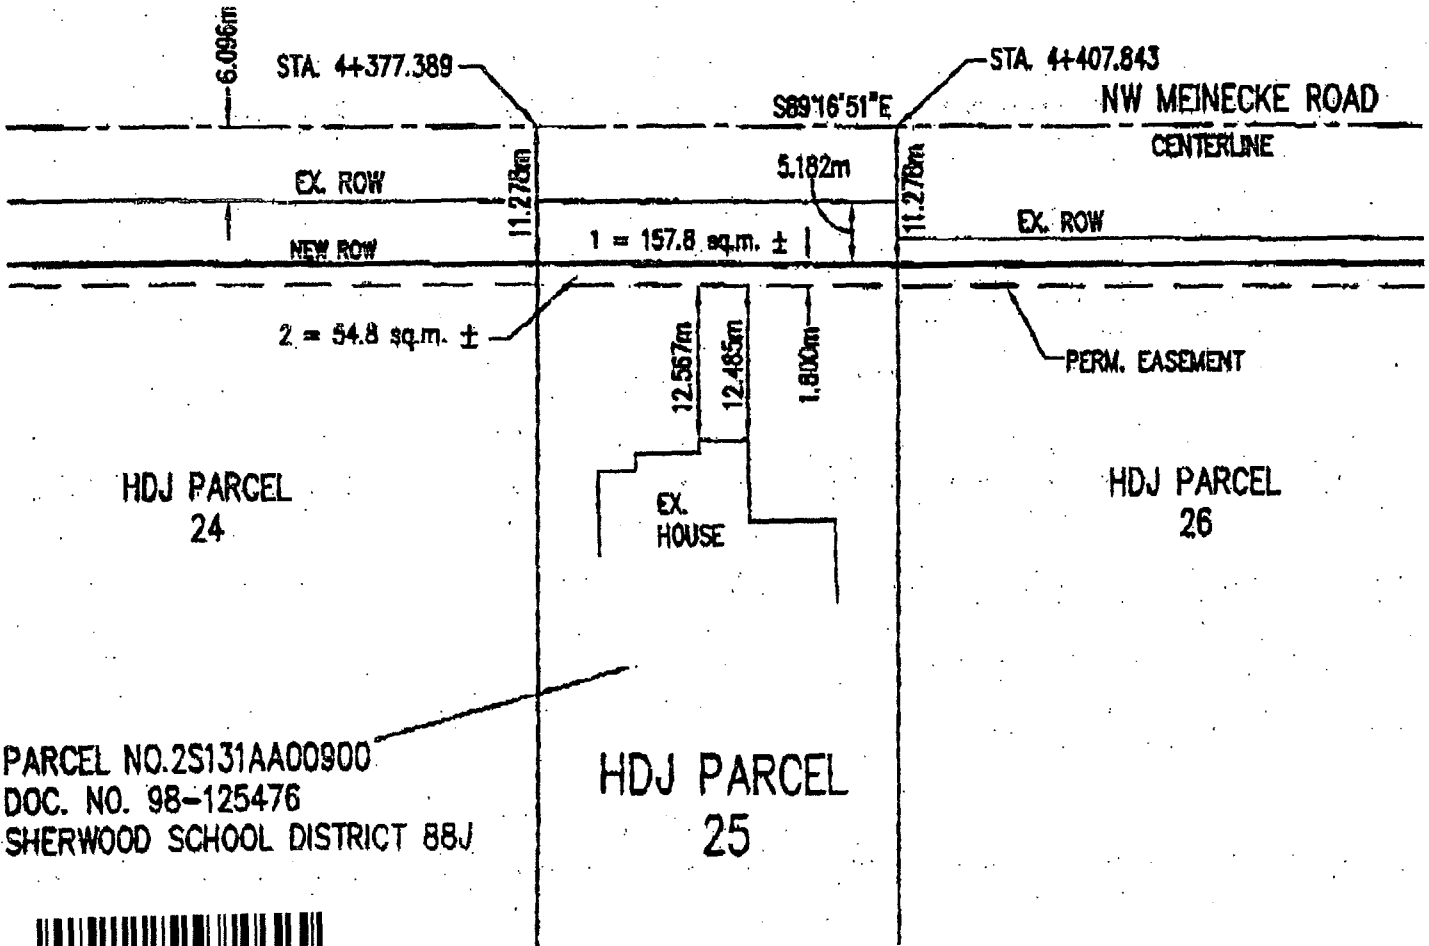 6.096m
STA. 4+377.389
STA. 4+407.843
S89°16'51"E
NW MEINECKE ROAD
CENTERLINE
EX. ROW
11.278m
5.182m
11.278m
EX. ROW
NEW ROW
1 = 157.8 sq.m. ±
2 = 54.8 sq.m. ±
12.567m
12.485m
1.800m
PERM. EASEMENT
HDJ PARCEL
24
EX.
HOUSE
HDJ PARCEL
26
PARCEL NO.2S131AA00900
DOC. NO. 98-125476
SHERWOOD SCHOOL DISTRICT 88J
HDJ PARCEL
25